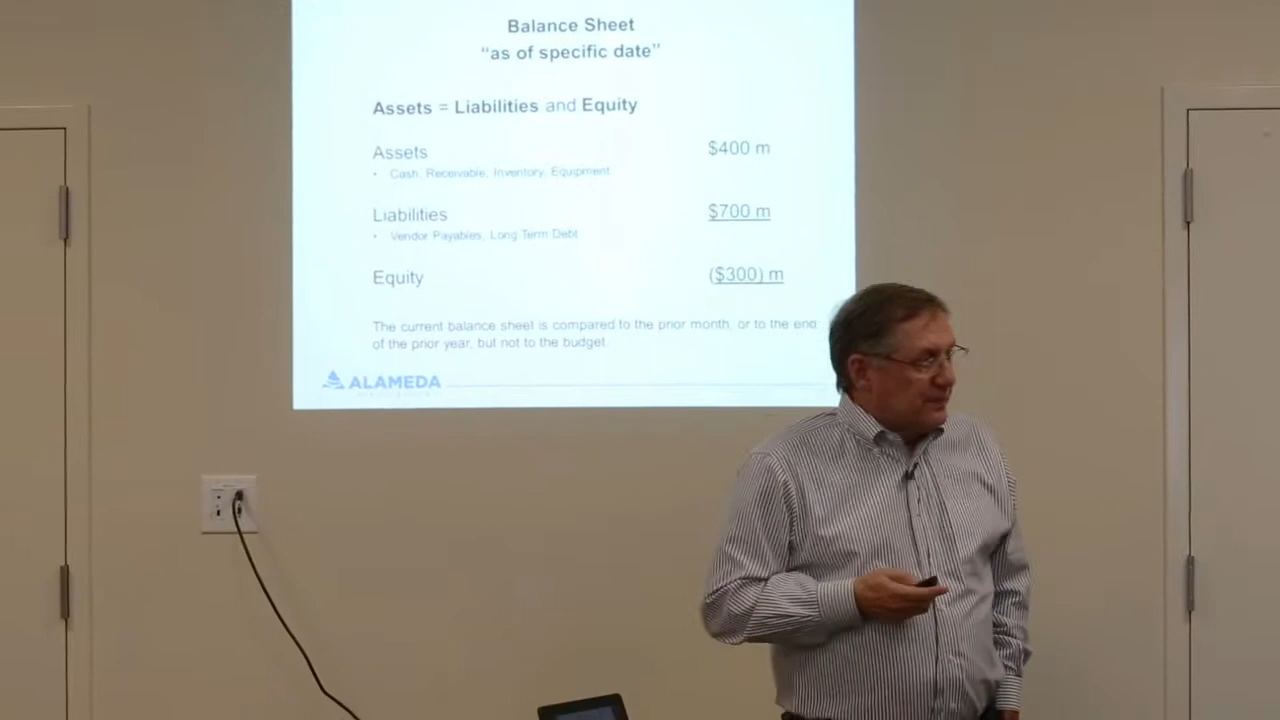 Balance Sheet
“as of specific date”
Assets = Liabilities and Equity
Assets $400 m
• Cash, Receivable, Inventory, Equipment
Liabilities $700 m
• Vendor Payables, Long Term Debt
Equity ($300) m
The current balance sheet is compared to the prior month, or to the end
of the prior year, but not to the budget.
ALAMEDA